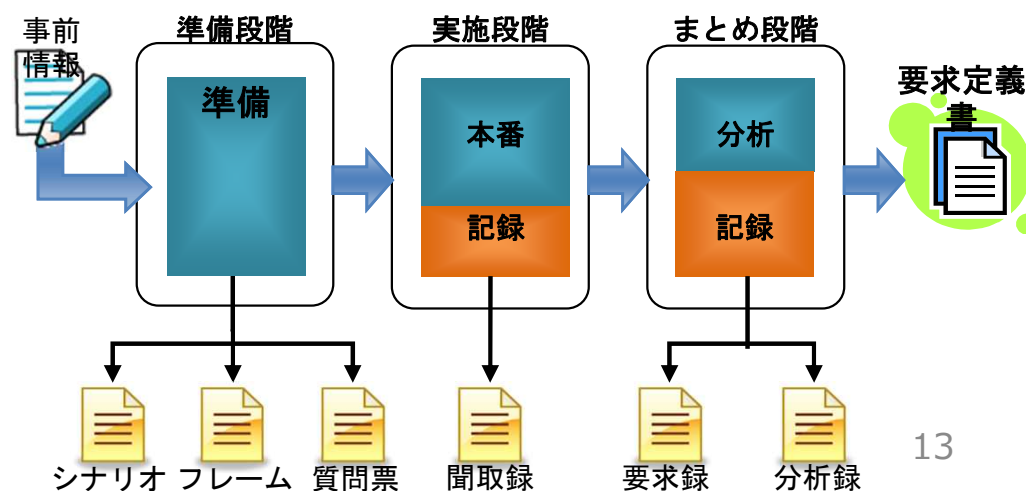 事前
情報
準備段階
実施段階
まとめ段階
要求定義
書
準備
本番
記録
分析
記録
シナリオ
フレーム
質問票
聞取録
要求録
分析録
13